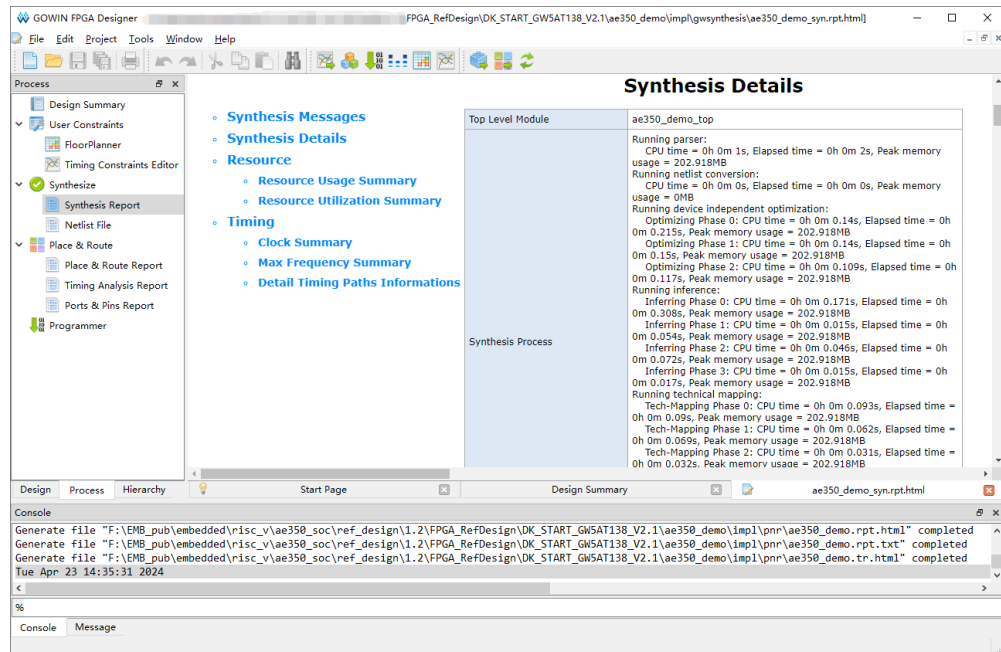 GOWIN FPGA Designer
FPGA_RefDesign\DK_START_GW5AT138_V2.1\ae350_demo\impl\gwsynthesis\ae350_demo_syn.rpt.html]
File Edit Project Tools Window Help
Process
Design Summary
User Constraints
FloorPlanner
Timing Constraints Editor
Synthesize
Synthesis Report
Netlist File
Place & Route
Place & Route Report
Timing Analysis Report
Ports & Pins Report
Programmer
Design Process Hierarchy
Synthesis Messages
Synthesis Details
Resource
Resource Usage Summary
Resource Utilization Summary
Timing
Clock Summary
Max Frequency Summary
Detail Timing Paths Informations
Synthesis Details
Top Level Module ae350_demo_top
Synthesis Process
Running parser:
CPU time = 0h 0m 1s, Elapsed time = 0h 0m 2s, Peak memory
usage = 202.918MB
Running netlist conversion:
CPU time = 0h 0m 0s, Elapsed time = 0h 0m 0s, Peak memory
usage = 0MB
Running device independent optimization:
Optimizing Phase 0: CPU time = 0h 0m 0.14s, Elapsed time = 0h
0m 0.215s, Peak memory usage = 202.918MB
Optimizing Phase 1: CPU time = 0h 0m 0.14s, Elapsed time = 0h
0m 0.15s, Peak memory usage = 202.918MB
Optimizing Phase 2: CPU time = 0h 0m 0.109s, Elapsed time = 0h
0m 0.117s, Peak memory usage = 202.918MB
Running inference:
Inferring Phase 0: CPU time = 0h 0m 0.171s, Elapsed time = 0h
0m 0.308s, Peak memory usage = 202.918MB
Inferring Phase 1: CPU time = 0h 0m 0.015s, Elapsed time = 0h
0m 0.054s, Peak memory usage = 202.918MB
Inferring Phase 2: CPU time = 0h 0m 0.046s, Elapsed time = 0h
0m 0.072s, Peak memory usage = 202.918MB
Inferring Phase 3: CPU time = 0h 0m 0.015s, Elapsed time = 0h
0m 0.017s, Peak memory usage = 202.918MB
Running technical mapping:
Tech-Mapping Phase 0: CPU time = 0h 0m 0.093s, Elapsed time =
0h 0m 0.09s, Peak memory usage = 202.918MB
Tech-Mapping Phase 1: CPU time = 0h 0m 0.062s, Elapsed time =
0h 0m 0.069s, Peak memory usage = 202.918MB
Tech-Mapping Phase 2: CPU time = 0h 0m 0.031s, Elapsed time =
0h 0m 0.032s, Peak memory usage = 202.918MB
Start Page Design Summary ae350_demo_syn.rpt.html
Console
Generate file "F:\EMB_pub\embedded\risc_v\ae350_soc\ref_design\1.2\FPGA_RefDesign\DK_START_GW5AT138_V2.1\ae350_demo\impl\pnr\ae350_demo.rpt.html" completed
Generate file "F:\EMB_pub\embedded\risc_v\ae350_soc\ref_design\1.2\FPGA_RefDesign\DK_START_GW5AT138_V2.1\ae350_demo\impl\pnr\ae350_demo.rpt.txt" completed
Generate file "F:\EMB_pub\embedded\risc_v\ae350_soc\ref_design\1.2\FPGA_RefDesign\DK_START_GW5AT138_V2.1\ae350_demo\impl\pnr\ae350_demo.tr.html" completed
Tue Apr 23 14:35:31 2024
%
Console Message